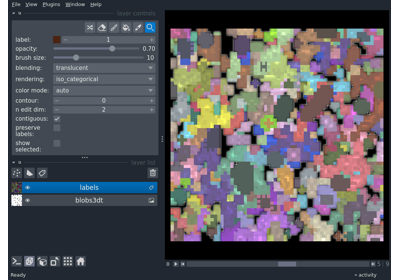 File View Plugins Window Help
layer controls
label: 1
opacity: 0.70
brush size: 10
blending: translucent
rendering: iso_categorical
color mode: auto
contour: 0
n edit dim: 2
contiguous:
preserve
labels:
show
selected:
layer list
labels
blobs3dt
Ready
activity